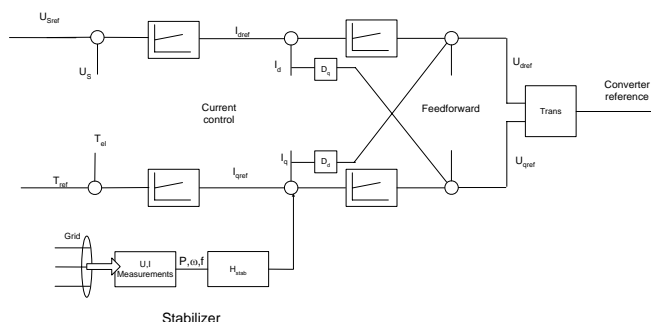 U_Sref
I_dref
U_S
I_d
D_q
U_dref
Converter
reference
Current
control
Feedforward
Trans
T_el
I_q
D_d
U_qref
T_ref
I_qref
Grid
U,I
Measurements
P,ω,f
H_stab
Stabilizer